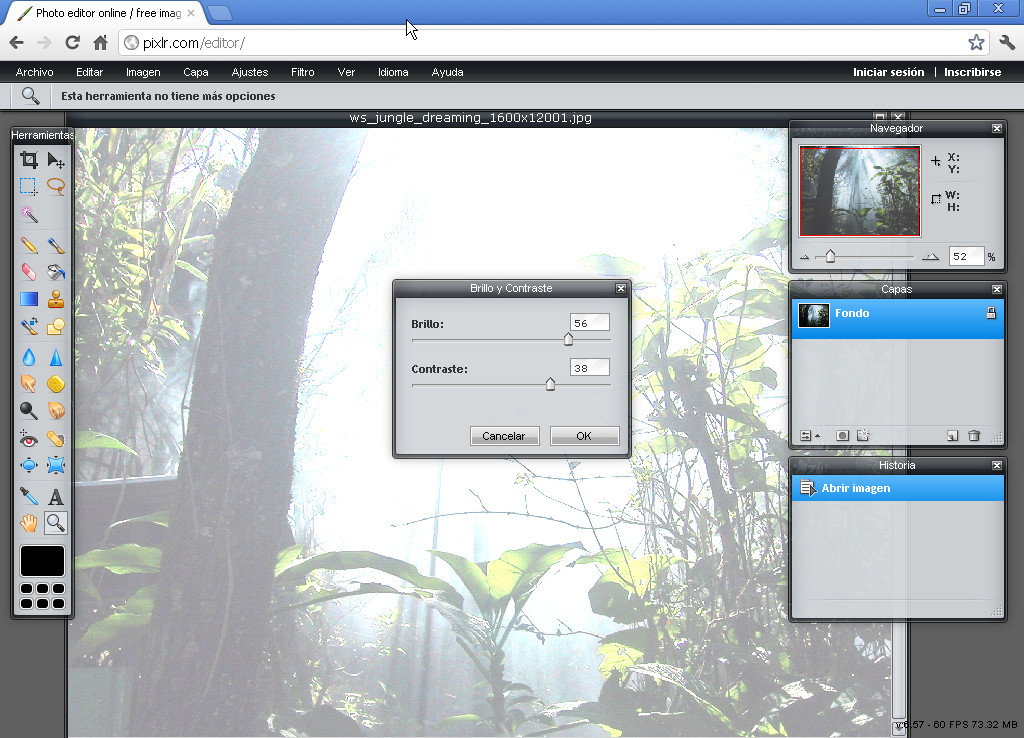 Photo editor online / free imag
pixlr.com/editor/
Archivo Editar Imagen Capa Ajustes Filtro Ver Idioma Ayuda Iniciar sesión | Inscribirse
Esta herramienta no tiene más opciones
ws_jungle_dreaming_1600x12001.jpg
Herramientas
Navegador
X:
Y:
W:
H:
52 %
Brillo y Contraste
Brillo: 56
Contraste: 38
Cancelar OK
Capas
Fondo
Historia
Abrir imagen
v:6.57 - 60 FPS 73.32 MB